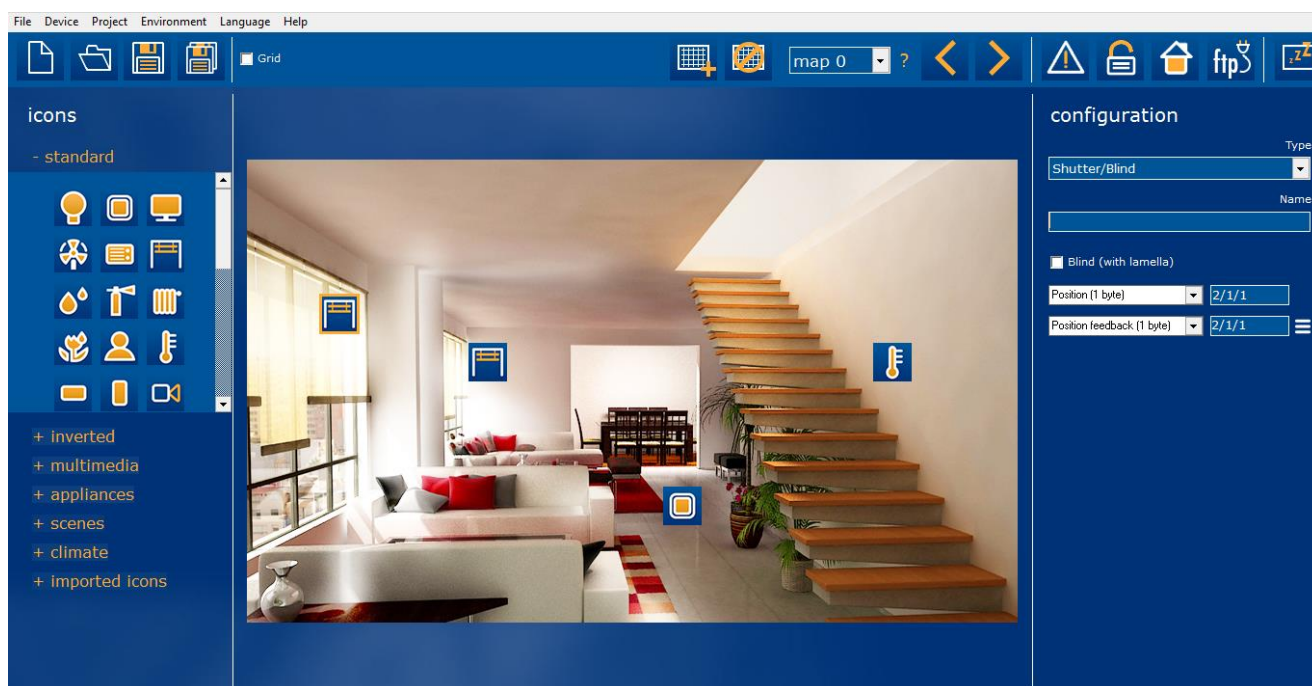 File Device Project Environment Language Help
Grid
map 0
?
ftp
zzZ
icons
- standard
+ inverted
+ multimedia
+ appliances
+ scenes
+ climate
+ imported icons
configuration
Type
Shutter/Blind
Name
Blind (with lamella)
Position (1 byte) 2/1/1
Position feedback (1 byte) 2/1/1